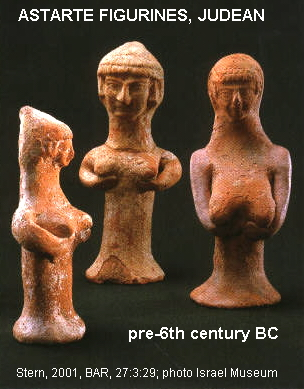 ASTARTE FIGURINES, JUDEAN
pre-6th century BC
Stern, 2001, BAR, 27:3:29; photo Israel Museum